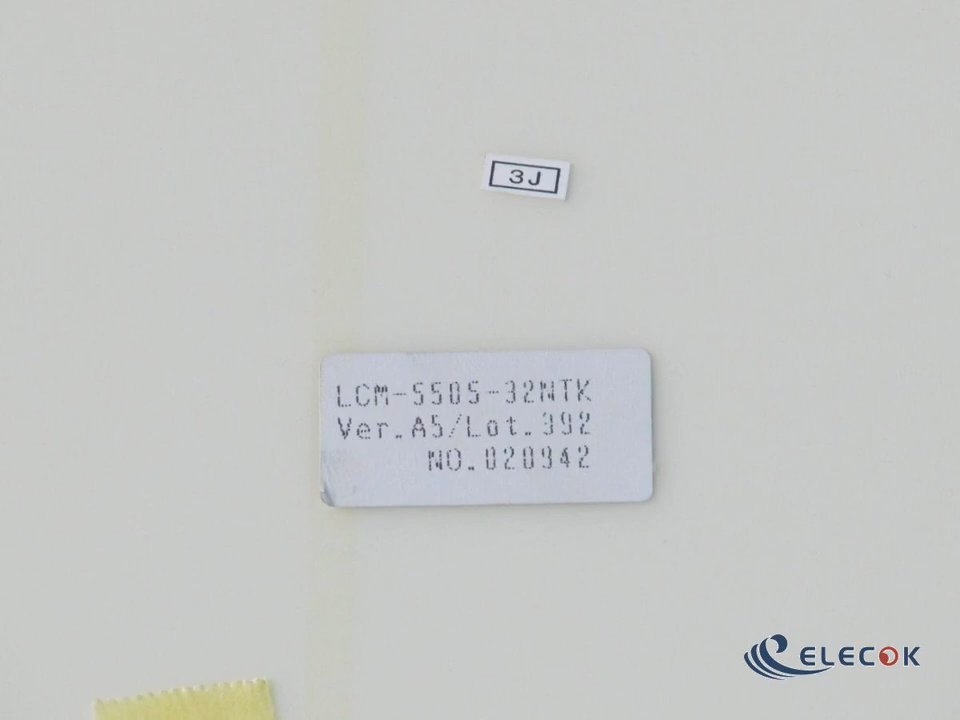 3J
LCM-5505-32NTK
Ver.A5/Lot.392
NO.020942
ELECOK